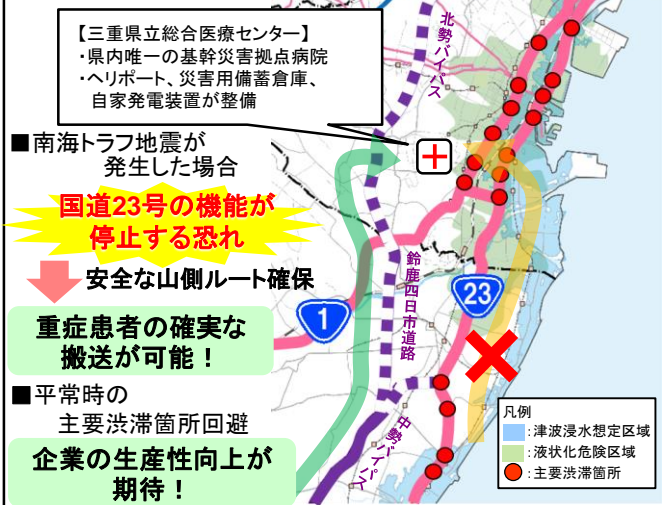 【三重県立総合医療センター】
・県内唯一の基幹災害拠点病院
・ヘリポート、災害用備蓄倉庫、
自家発電装置が整備
■南海トラフ地震が
発生した場合
国道23号の機能が
停止する恐れ
安全な山側ルート確保
重症患者の確実な
搬送が可能！
■平常時の
主要渋滞箇所回避
企業の生産性向上が
期待！
北勢バイパス
鈴鹿四日市道路
中勢バイパス
1
23
凡例
:津波浸水想定区域
:液状化危険区域
:主要渋滞箇所